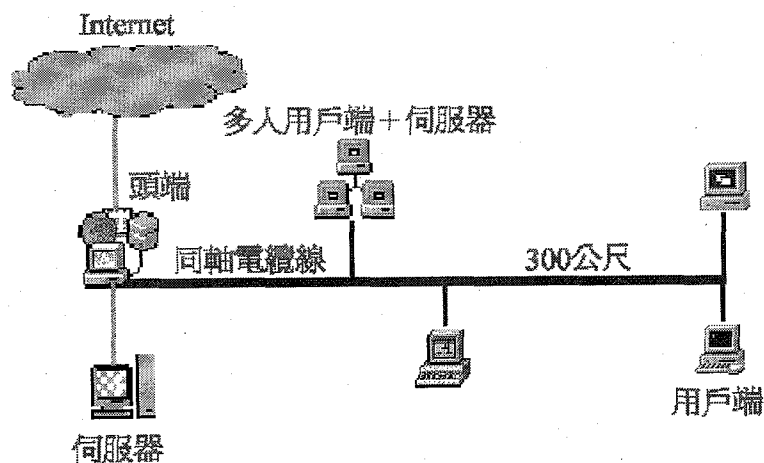 Internet
多人用戶端+伺服器
頭端
同軸電纜線
300公尺
用戶端
伺服器